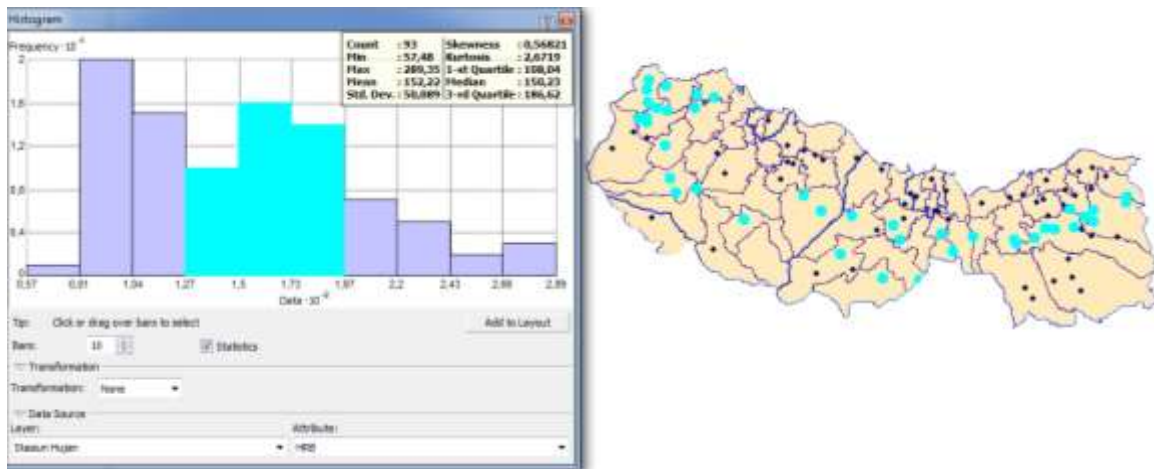 Histogram
Frequency · 10
Count : 93 Skewness : 0,56821
Min : 57,48 Kurtosis : 2,6719
Max : 289,35 1-st Quartile : 108,04
Mean : 152,22 Median : 150,23
Std. Dev. : 50,889 3-rd Quartile : 186,62
2
1,6
1,2
0,8
0,4
0
0,57 0,81 1,04 1,27 1,5 1,73 1,97 2,2 2,43 2,66 2,89
Data · 10
Tip: Click or drag over bars to select Add to Layout
Bars: 10 Statistics
Transformation
Transformation: None
Data Source
Layer: Attribute:
Stasiun Hujan HRB